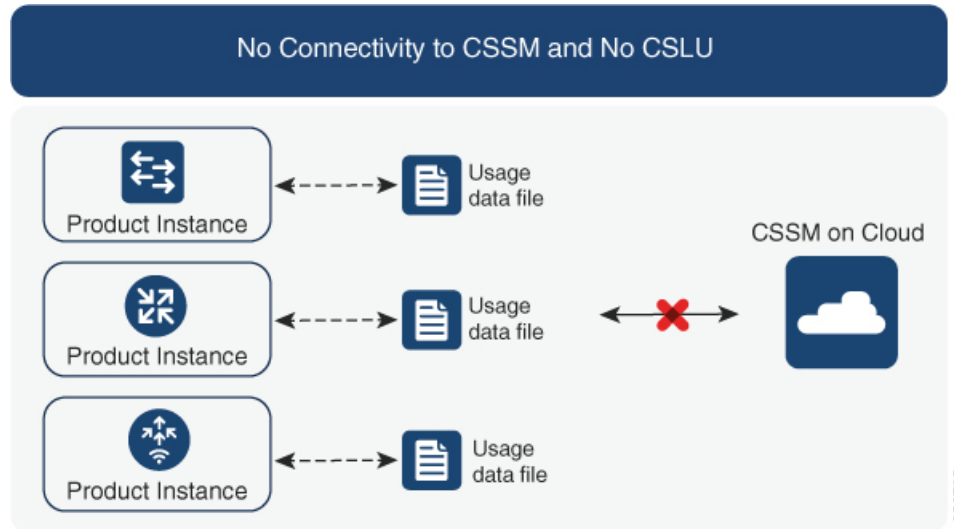 No Connectivity to CSSM and No CSLU
Product Instance
Usage
data file
Product Instance
Usage
data file
Product Instance
Usage
data file
CSSM on Cloud